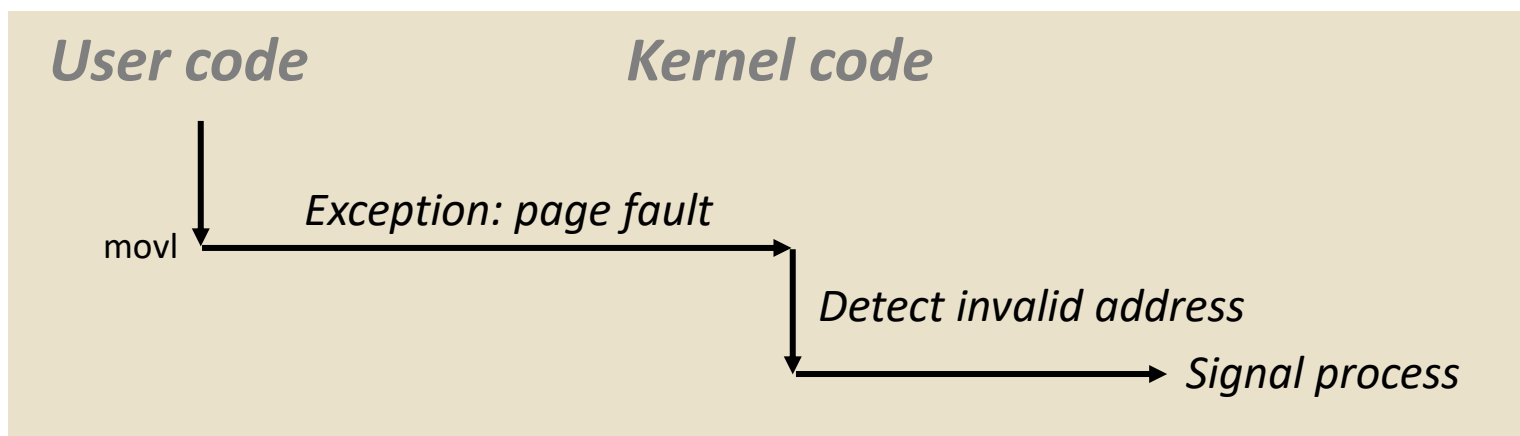 User code
Kernel code
Exception: page fault
movl
Detect invalid address
Signal process